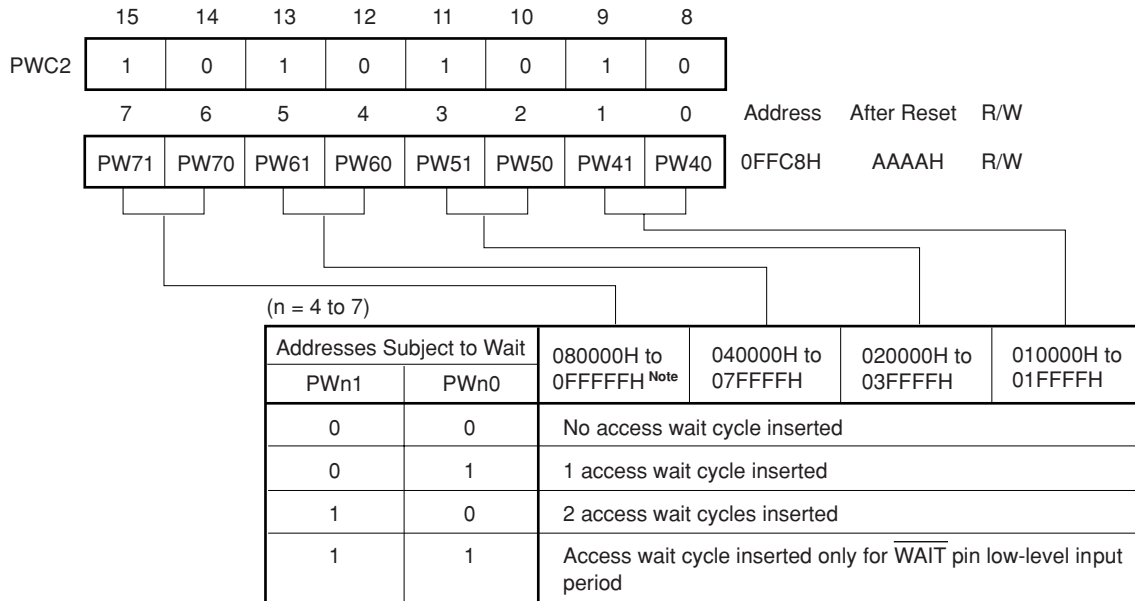 15 14 13 12 11 10 9 8
PWC2 1 0 1 0 1 0 1 0
7 6 5 4 3 2 1 0 Address After Reset R/W
PW71 PW70 PW61 PW60 PW51 PW50 PW41 PW40 0FFC8H AAAAH R/W
(n = 4 to 7)
Addresses Subject to Wait
PWn1 PWn0
080000H to
0FFFFFH Note
040000H to
07FFFFH
020000H to
03FFFFH
010000H to
01FFFFH
0 0 No access wait cycle inserted
0 1 1 access wait cycle inserted
1 0 2 access wait cycles inserted
1 1 Access wait cycle inserted only for WAIT pin low-level input
period